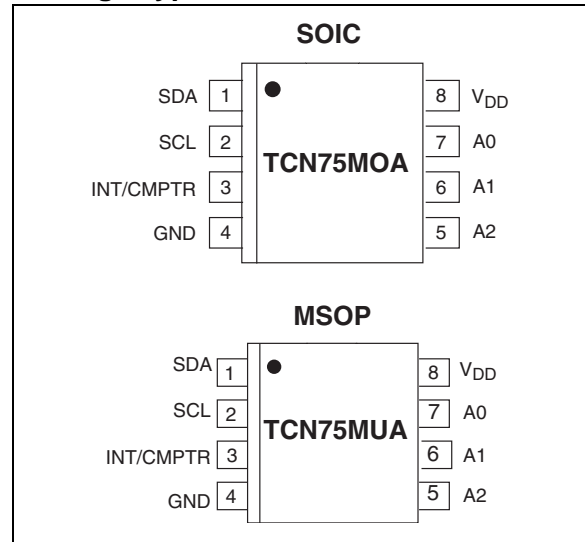 SOIC
SDA 1 8 VDD
SCL 2 TCN75MOA 7 A0
INT/CMPTR 3 6 A1
GND 4 5 A2
MSOP
SDA 1 8 VDD
SCL 2 TCN75MUA 7 A0
INT/CMPTR 3 6 A1
GND 4 5 A2